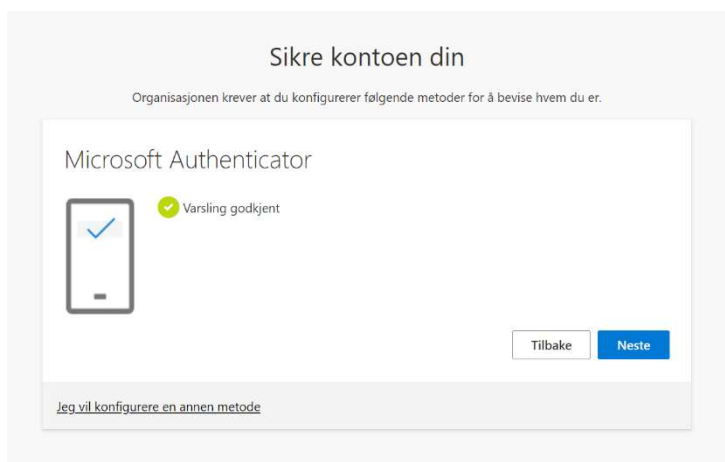 Sikre kontoen din
Organisasjonen krever at du konfigurerer følgende metoder for å bevise hvem du er.
Microsoft Authenticator
Varsling godkjent
Tilbake
Neste
Jeg vil konfigurere en annen metode